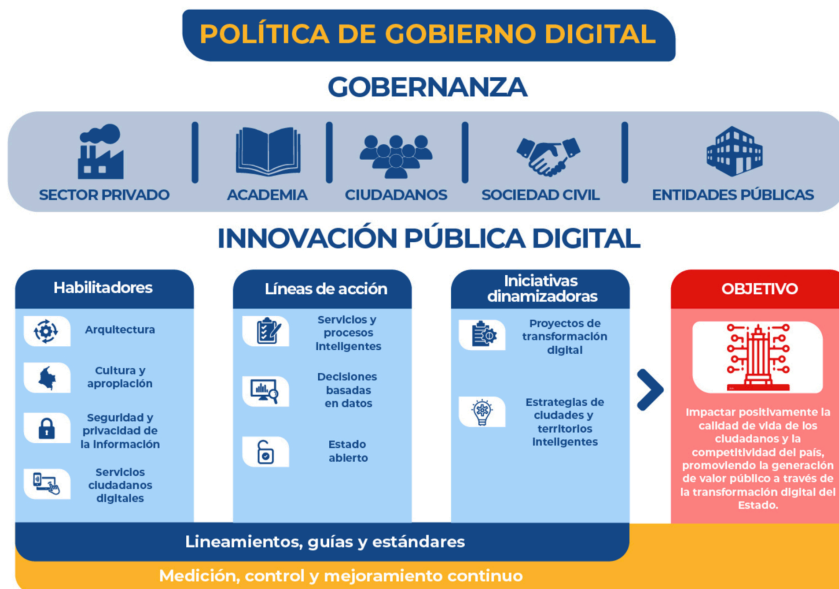 POLÍTICA DE GOBIERNO DIGITAL
GOBERNANZA
SECTOR PRIVADO
ACADEMIA
CIUDADANOS
SOCIEDAD CIVIL
ENTIDADES PÚBLICAS
INNOVACIÓN PÚBLICA DIGITAL
Habilitadores
Arquitectura
Cultura y
apropiación
Seguridad y
privacidad de
la información
Servicios
ciudadanos
digitales
Líneas de acción
Servicios y
procesos
inteligentes
Decisiones
basadas
en datos
Estado
abierto
Iniciativas
dinamizadoras
Proyectos de
transformación
digital
Estrategias de
ciudades y
territorios
inteligentes
OBJETIVO
Impactar positivamente la
calidad de vida de los
ciudadanos y la
competitividad del país,
promoviendo la generación
de valor público a través de
la transformación digital del
Estado.
Lineamientos, guías y estándares
Medición, control y mejoramiento continuo